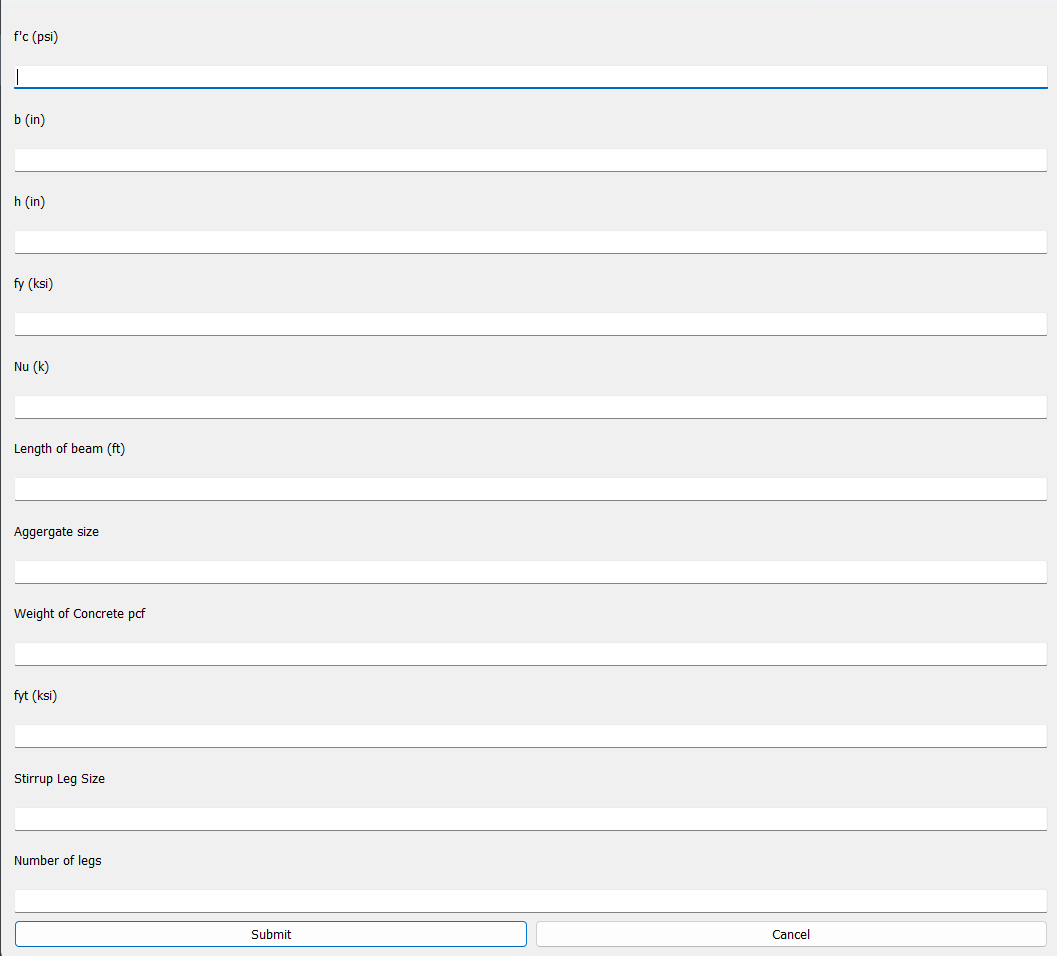 f'c (psi)
b (in)
h (in)
fy (ksi)
Nu (k)
Length of beam (ft)
Aggergate size
Weight of Concrete pcf
fyt (ksi)
Stirrup Leg Size
Number of legs
Submit Cancel